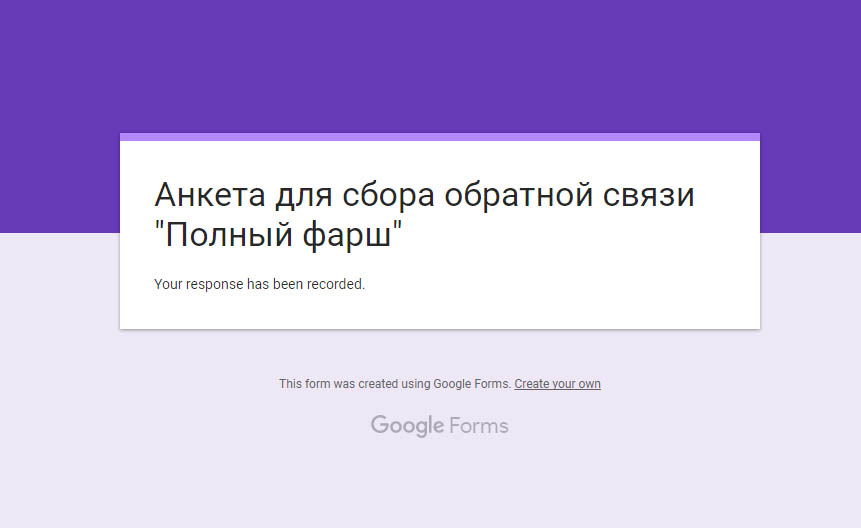 Анкета для сбора обратной связи
"Полный фарш"
Your response has been recorded.
This form was created using Google Forms. Create your own
Google Forms